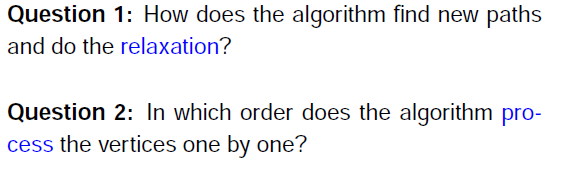 Question 1: How does the algorithm find new paths
and do the relaxation?
Question 2: In which order does the algorithm pro-
cess the vertices one by one?